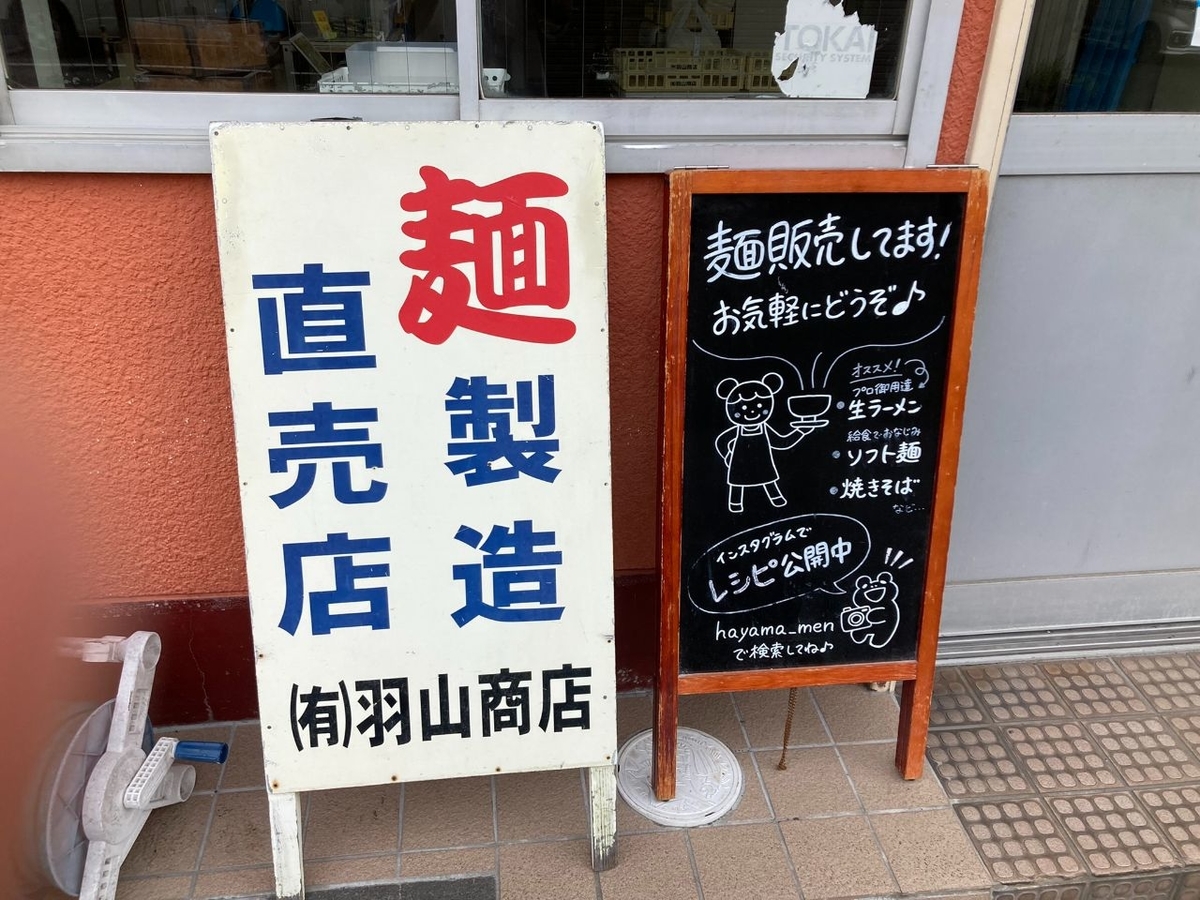 TOKAI
SECURITY SYSTEM
麺製造
直売店
(有)羽山商店
麺販売してます!
お気軽にどうぞ♪
オススメ!
プロ御用達
・生ラーメン
給食でおなじみ
・ソフト麺
・焼きそば
など…
インスタグラムで
レシピ公開中
hayama_men
で検索してね♪